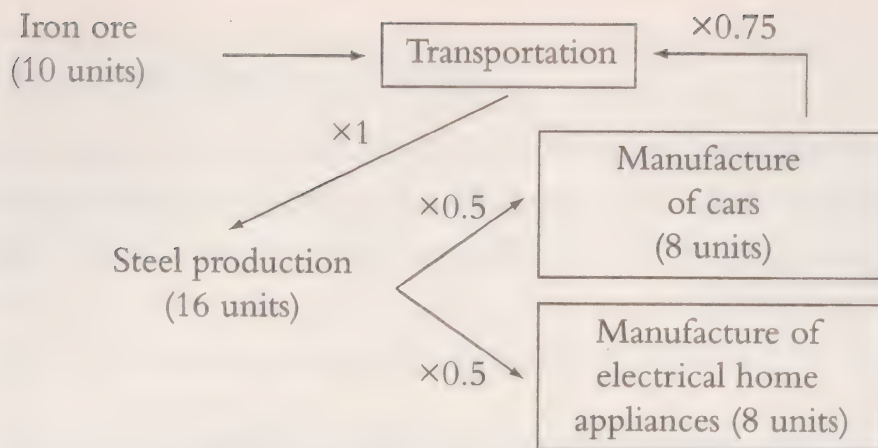 Iron ore
(10 units)
Transportation
×0.75
×1
Manufacture
of cars
(8 units)
×0.5
Steel production
(16 units)
×0.5
Manufacture of
electrical home
appliances (8 units)